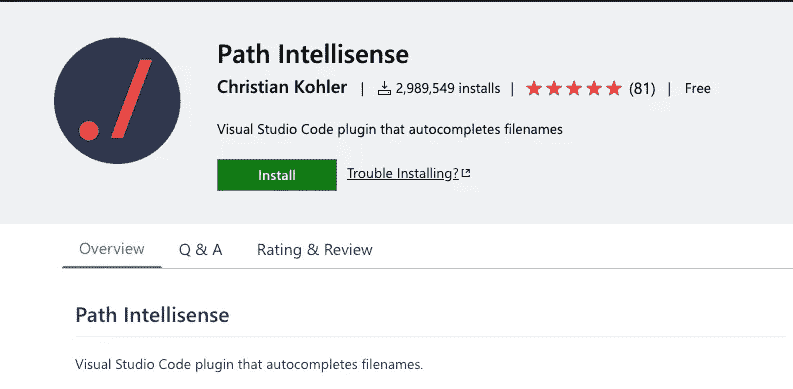 Path Intellisense
Christian Kohler | 2,989,549 installs | (81) | Free
Visual Studio Code plugin that autocompletes filenames
Install Trouble Installing?
Overview Q & A Rating & Review
Path Intellisense
Visual Studio Code plugin that autocompletes filenames.